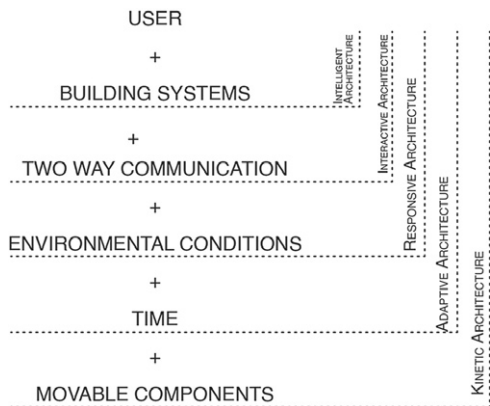 USER
+
BUILDING SYSTEMS
+
TWO WAY COMMUNICATION
+
ENVIRONMENTAL CONDITIONS
+
TIME
+
MOVABLE COMPONENTS
INTELLIGENT
ARCHITECTURE
INTERACTIVE ARCHITECTURE
RESPONSIVE ARCHITECTURE
ADAPTIVE ARCHITECTURE
KINETIC ARCHITECTURE